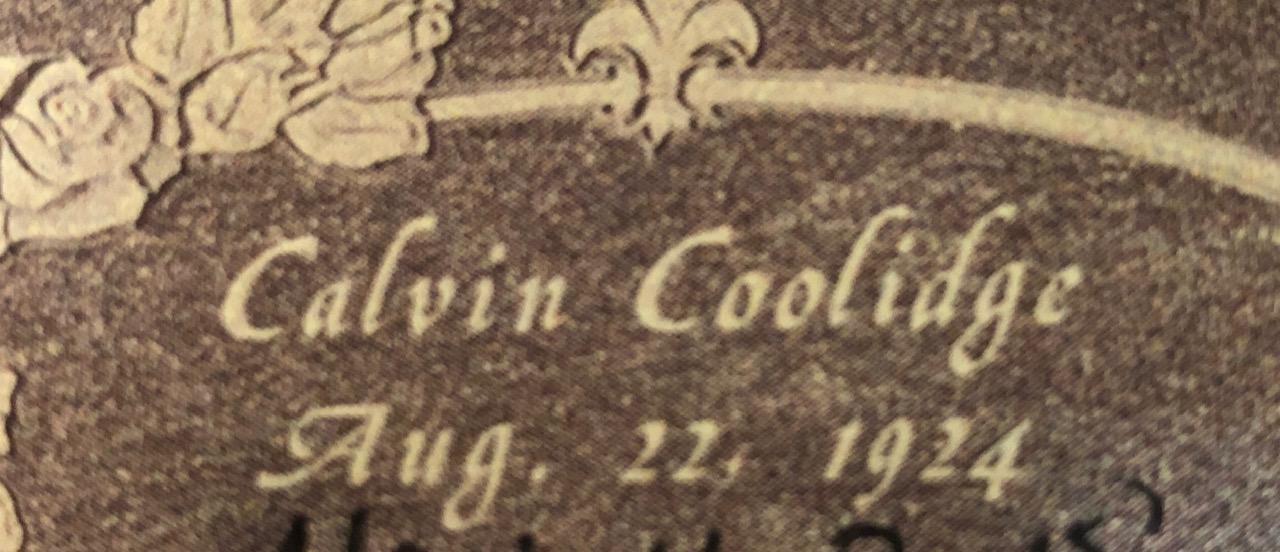 Calvin Coolidge
Aug. 22, 1924